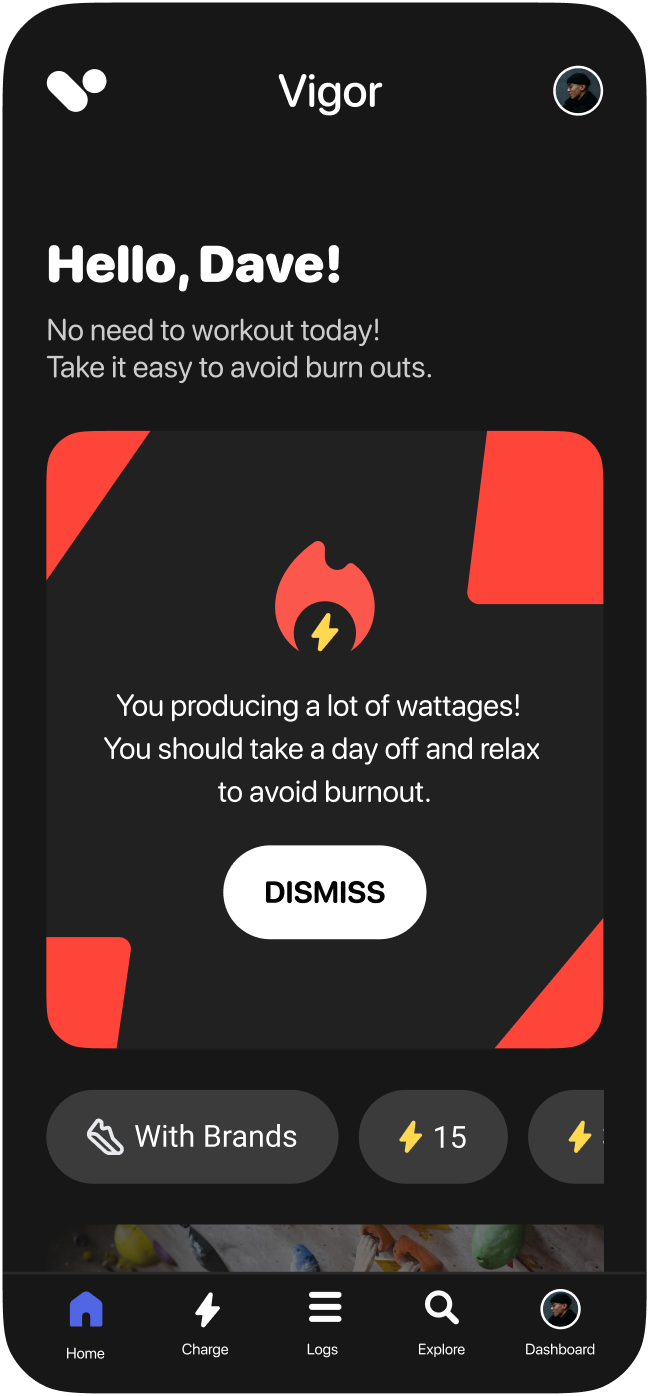 Vigor
Hello, Dave!
No need to workout today!
Take it easy to avoid burn outs.
You producing a lot of wattages!
You should take a day off and relax
to avoid burnout.
DISMISS
With Brands
15
Home
Charge
Logs
Explore
Dashboard